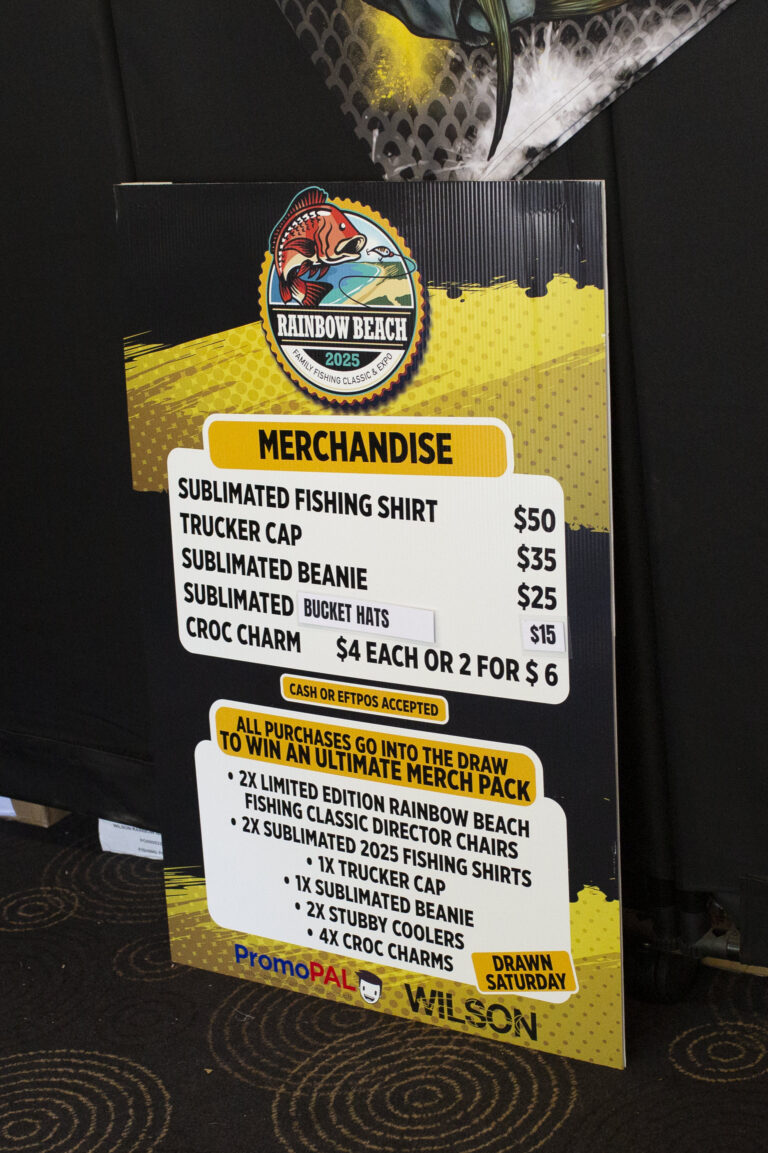 RAINBOW BEACH
2025
FAMILY FISHING CLASSIC & EXPO
MERCHANDISE
SUBLIMATED FISHING SHIRT $50
TRUCKER CAP $35
SUBLIMATED BEANIE $25
SUBLIMATED BUCKET HATS $15
CROC CHARM $4 EACH OR 2 FOR $ 6
CASH OR EFTPOS ACCEPTED
ALL PURCHASES GO INTO THE DRAW
TO WIN AN ULTIMATE MERCH PACK
• 2X LIMITED EDITION RAINBOW BEACH
FISHING CLASSIC DIRECTOR CHAIRS
• 2X SUBLIMATED 2025 FISHING SHIRTS
• 1X TRUCKER CAP
• 1X SUBLIMATED BEANIE
• 2X STUBBY COOLERS
• 4X CROC CHARMS
DRAWN
SATURDAY
PromoPAL
WILSON